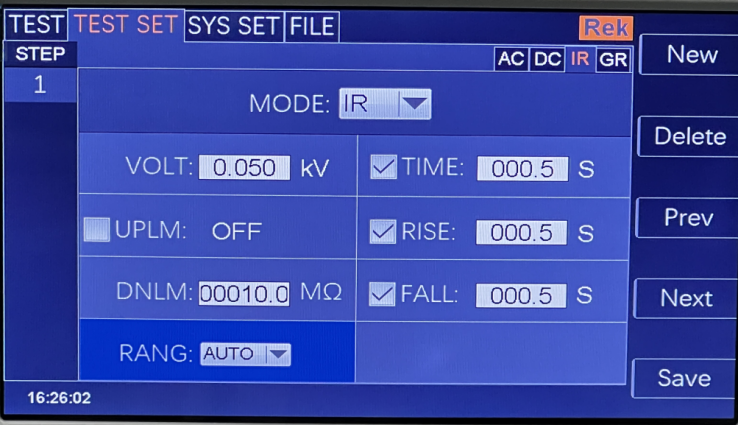 TEST TEST SET SYS SET FILE Rek
New
STEP AC DC IR GR
1
MODE: IR
Delete
VOLT: 0.050 kV TIME: 000.5 S
UPLM: OFF RISE: 000.5 S
Prev
DNLM: 00010.0 MΩ FALL: 000.5 S
Next
RANG: AUTO
Save
16:26:02